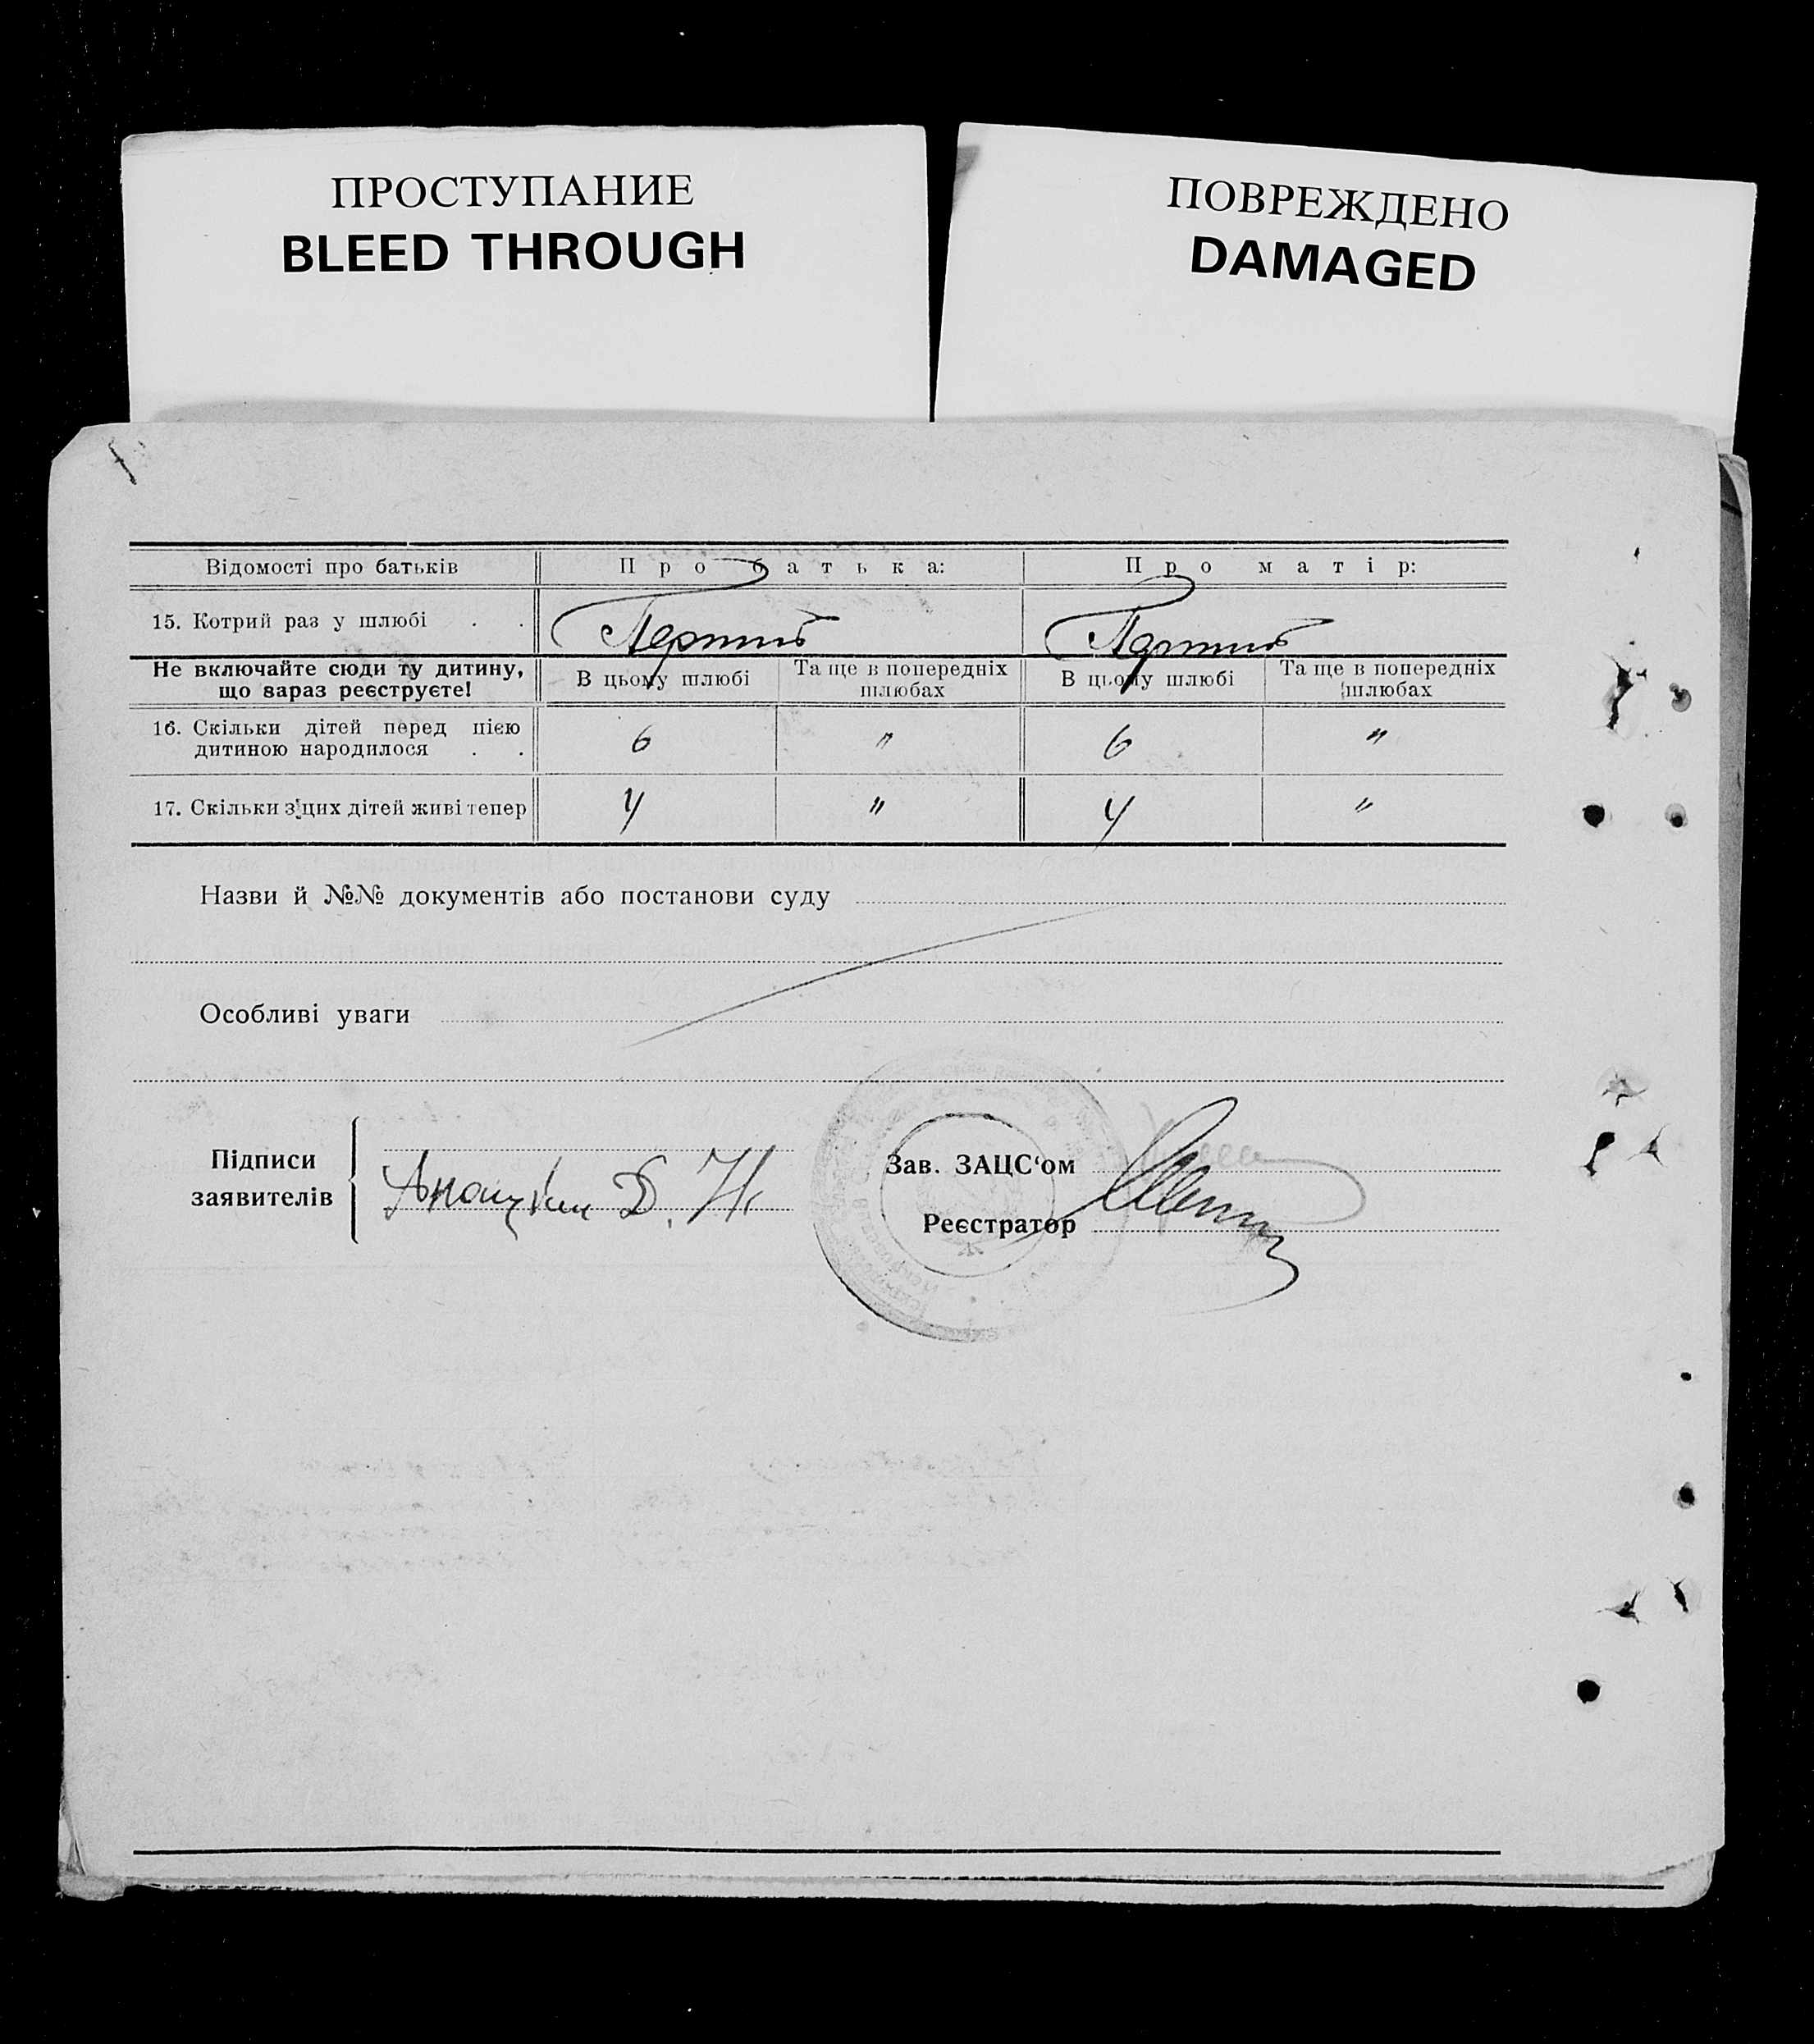 ПРОСТУПАНИЕ
BLEED THROUGH
ПОВРЕЖДЕНО
DAMAGED
Відомості про батьків Про батька: Про матір:
15. Котрий раз у шлюбі . . Перший Перший
Не включайте сюди ту дитину, що зараз реєструєте! В цьому шлюбі Та ще в попередніх шлюбах В цьому шлюбі Та ще в попередніх шлюбах
16. Скільки дітей перед цією дитиною народилося . . 6 " 6 "
17. Скільки з цих дітей живі тепер 4 " 4 "
Назви й №№ документів або постанови суду
Особливі уваги
Підписи заявителів
Д. Н.
Зав. ЗАЦС'ом
Реєстратор